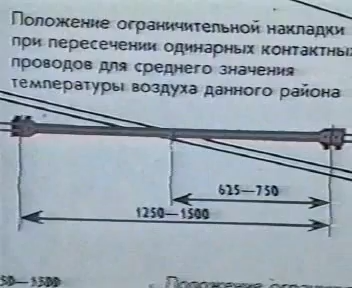 Положение ограничительной накладки
при пересечении одинарных контактных
проводов для среднего значения
температуры воздуха данного района
625—750
1250—1500
50—1500
Положение